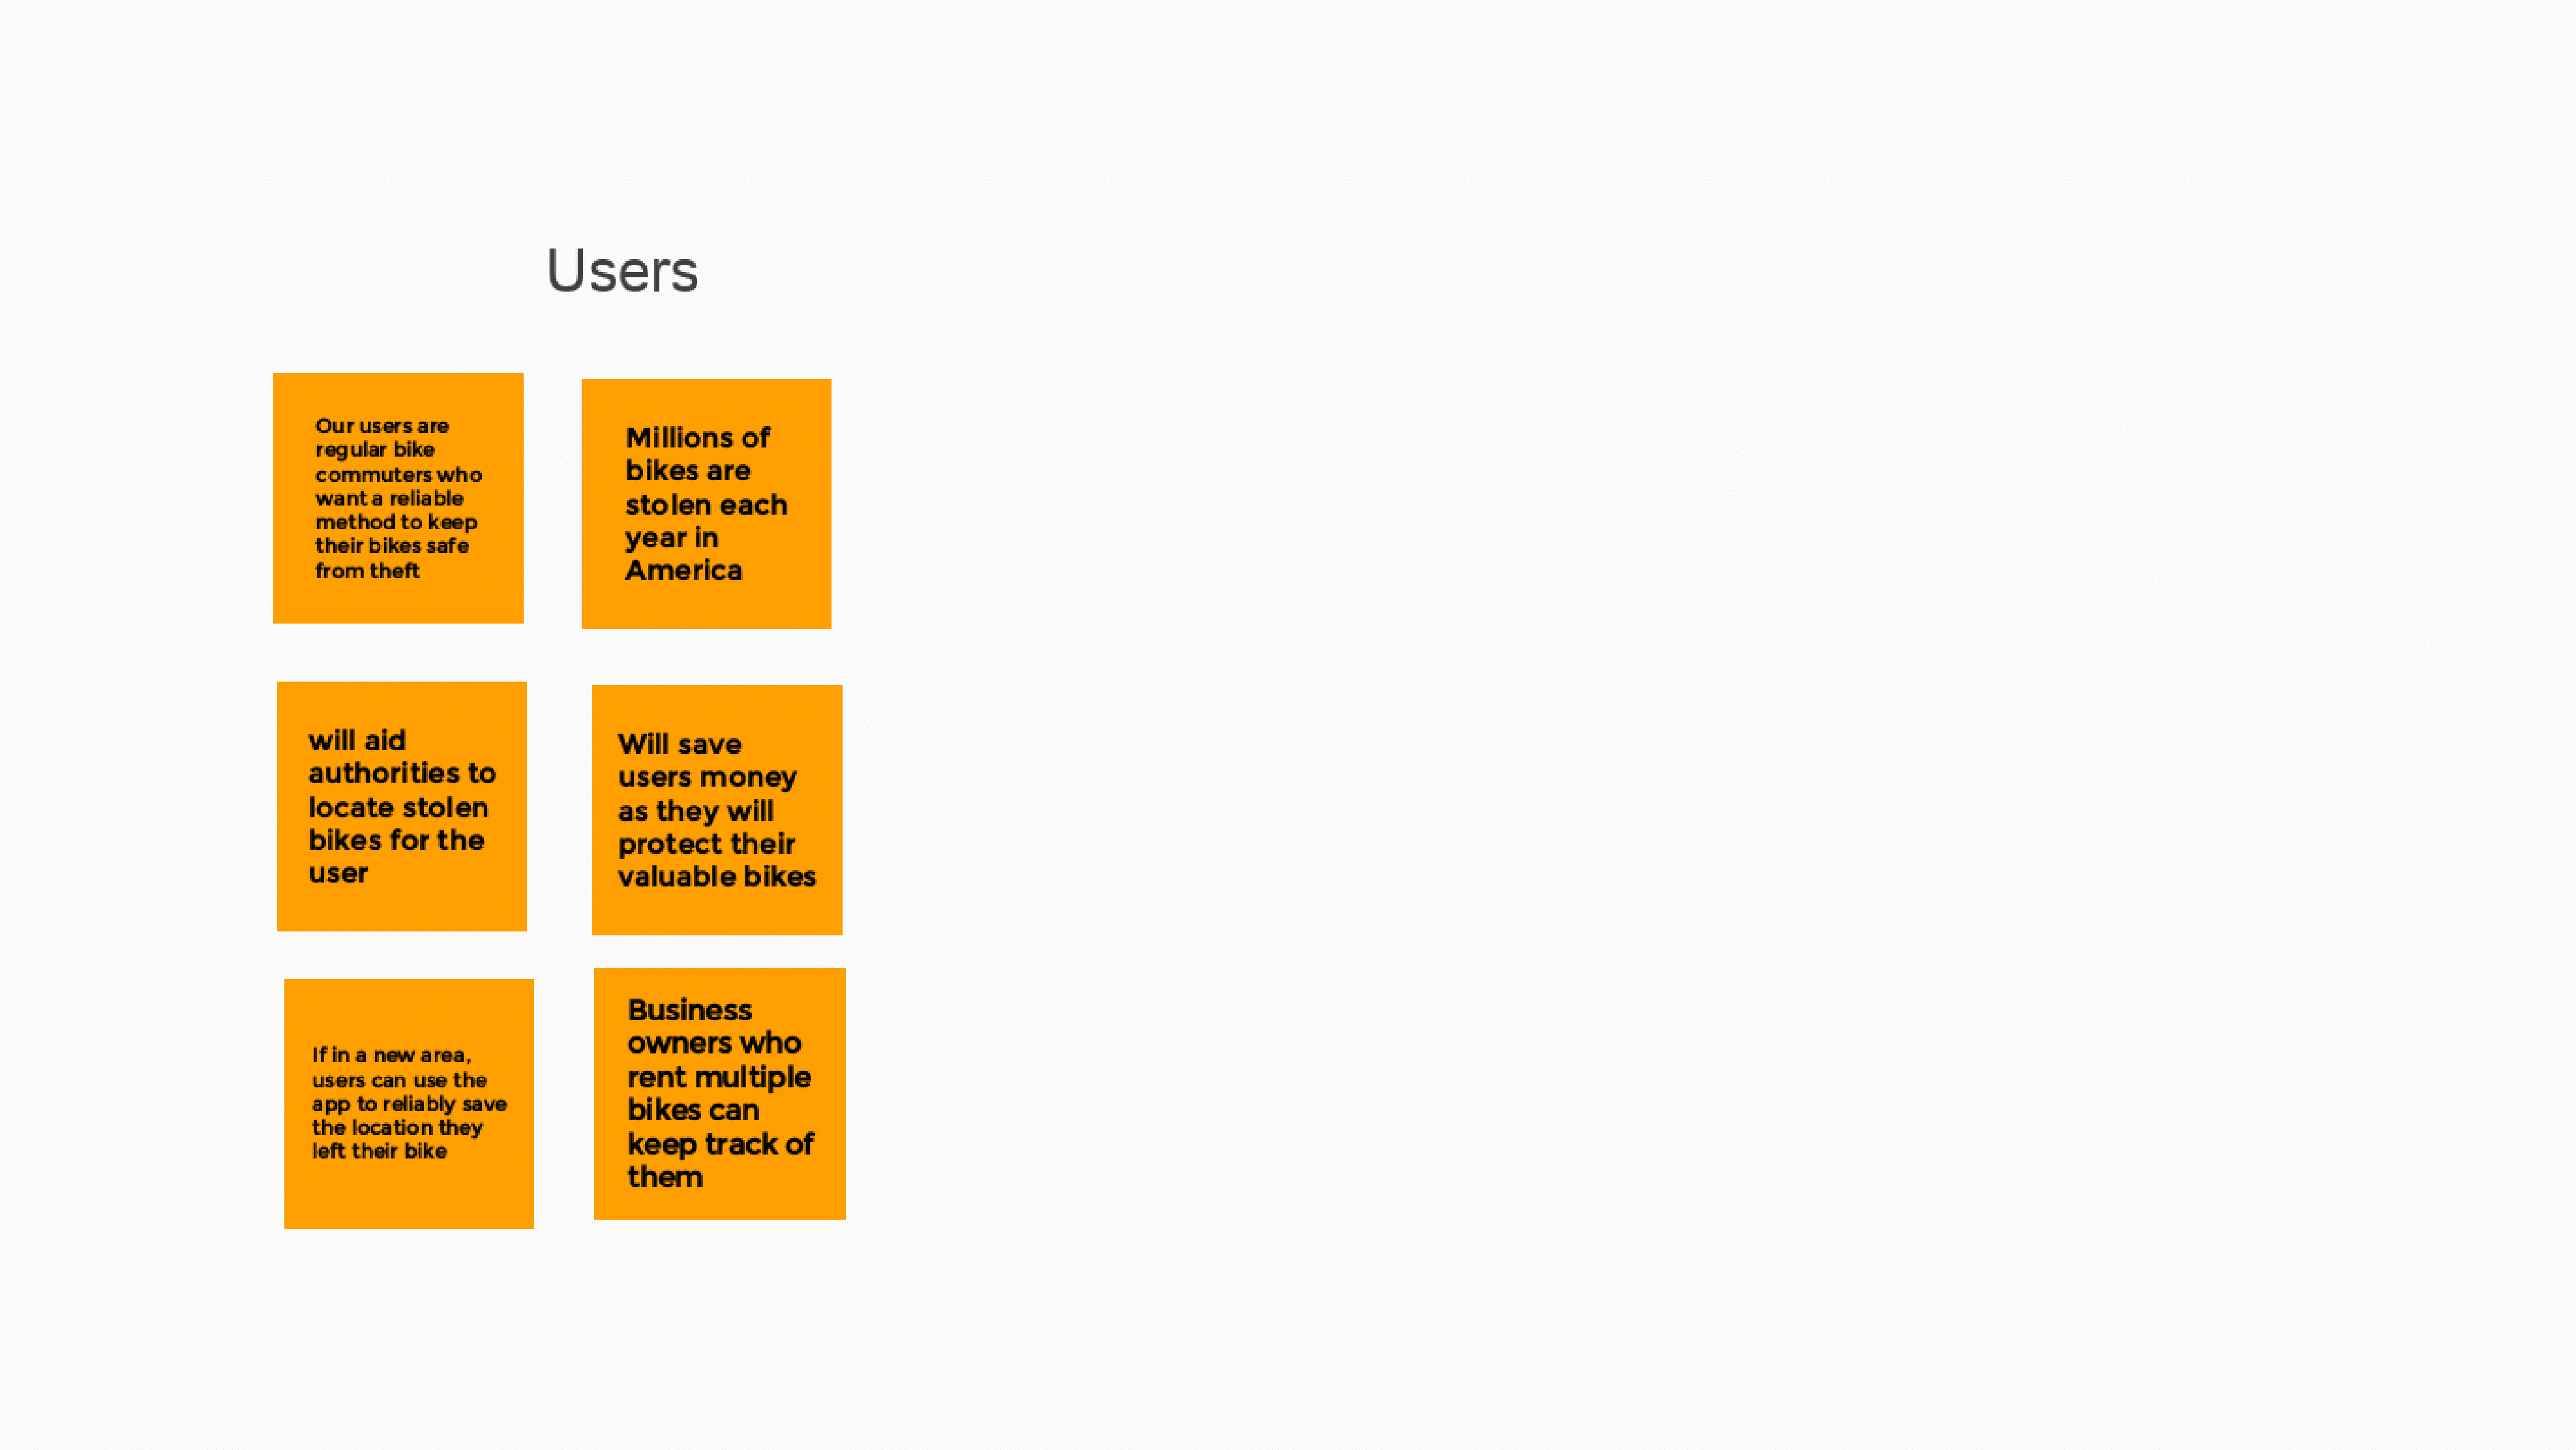 Users
Our users are
regular bike
commuters who
want a reliable
method to keep
their bikes safe
from theft
Millions of
bikes are
stolen each
year in
America
will aid
authorities to
locate stolen
bikes for the
user
Will save
users money
as they will
protect their
valuable bikes
If in a new area,
users can use the
app to reliably save
the location they
left their bike
Business
owners who
rent multiple
bikes can
keep track of
them